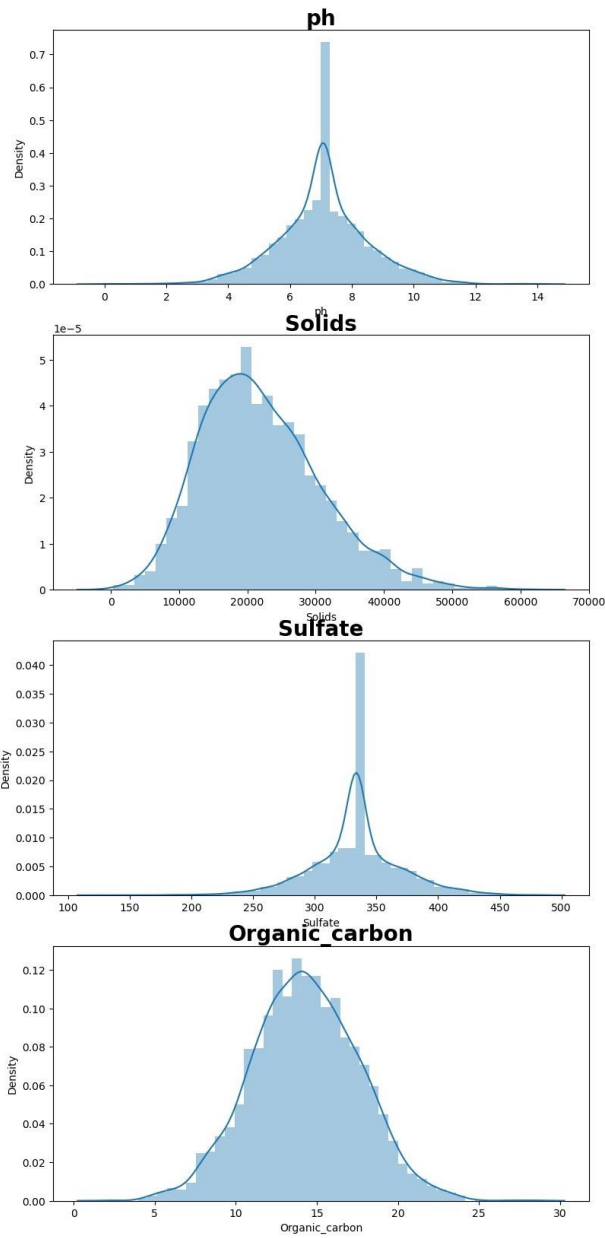 ph
0.7
0.6
0.5
0.4
0.3
0.2
0.1
0.0
Density
0 2 4 6 8 10 12 14
ph
Solids
1e−5
5
4
3
2
1
0
Density
0 10000 20000 30000 40000 50000 60000 70000
Solids
Sulfate
0.040
0.035
0.030
0.025
0.020
0.015
0.010
0.005
0.000
Density
100 150 200 250 300 350 400 450 500
Sulfate
Organic_carbon
0.12
0.10
0.08
0.06
0.04
0.02
0.00
Density
0 5 10 15 20 25 30
Organic_carbon